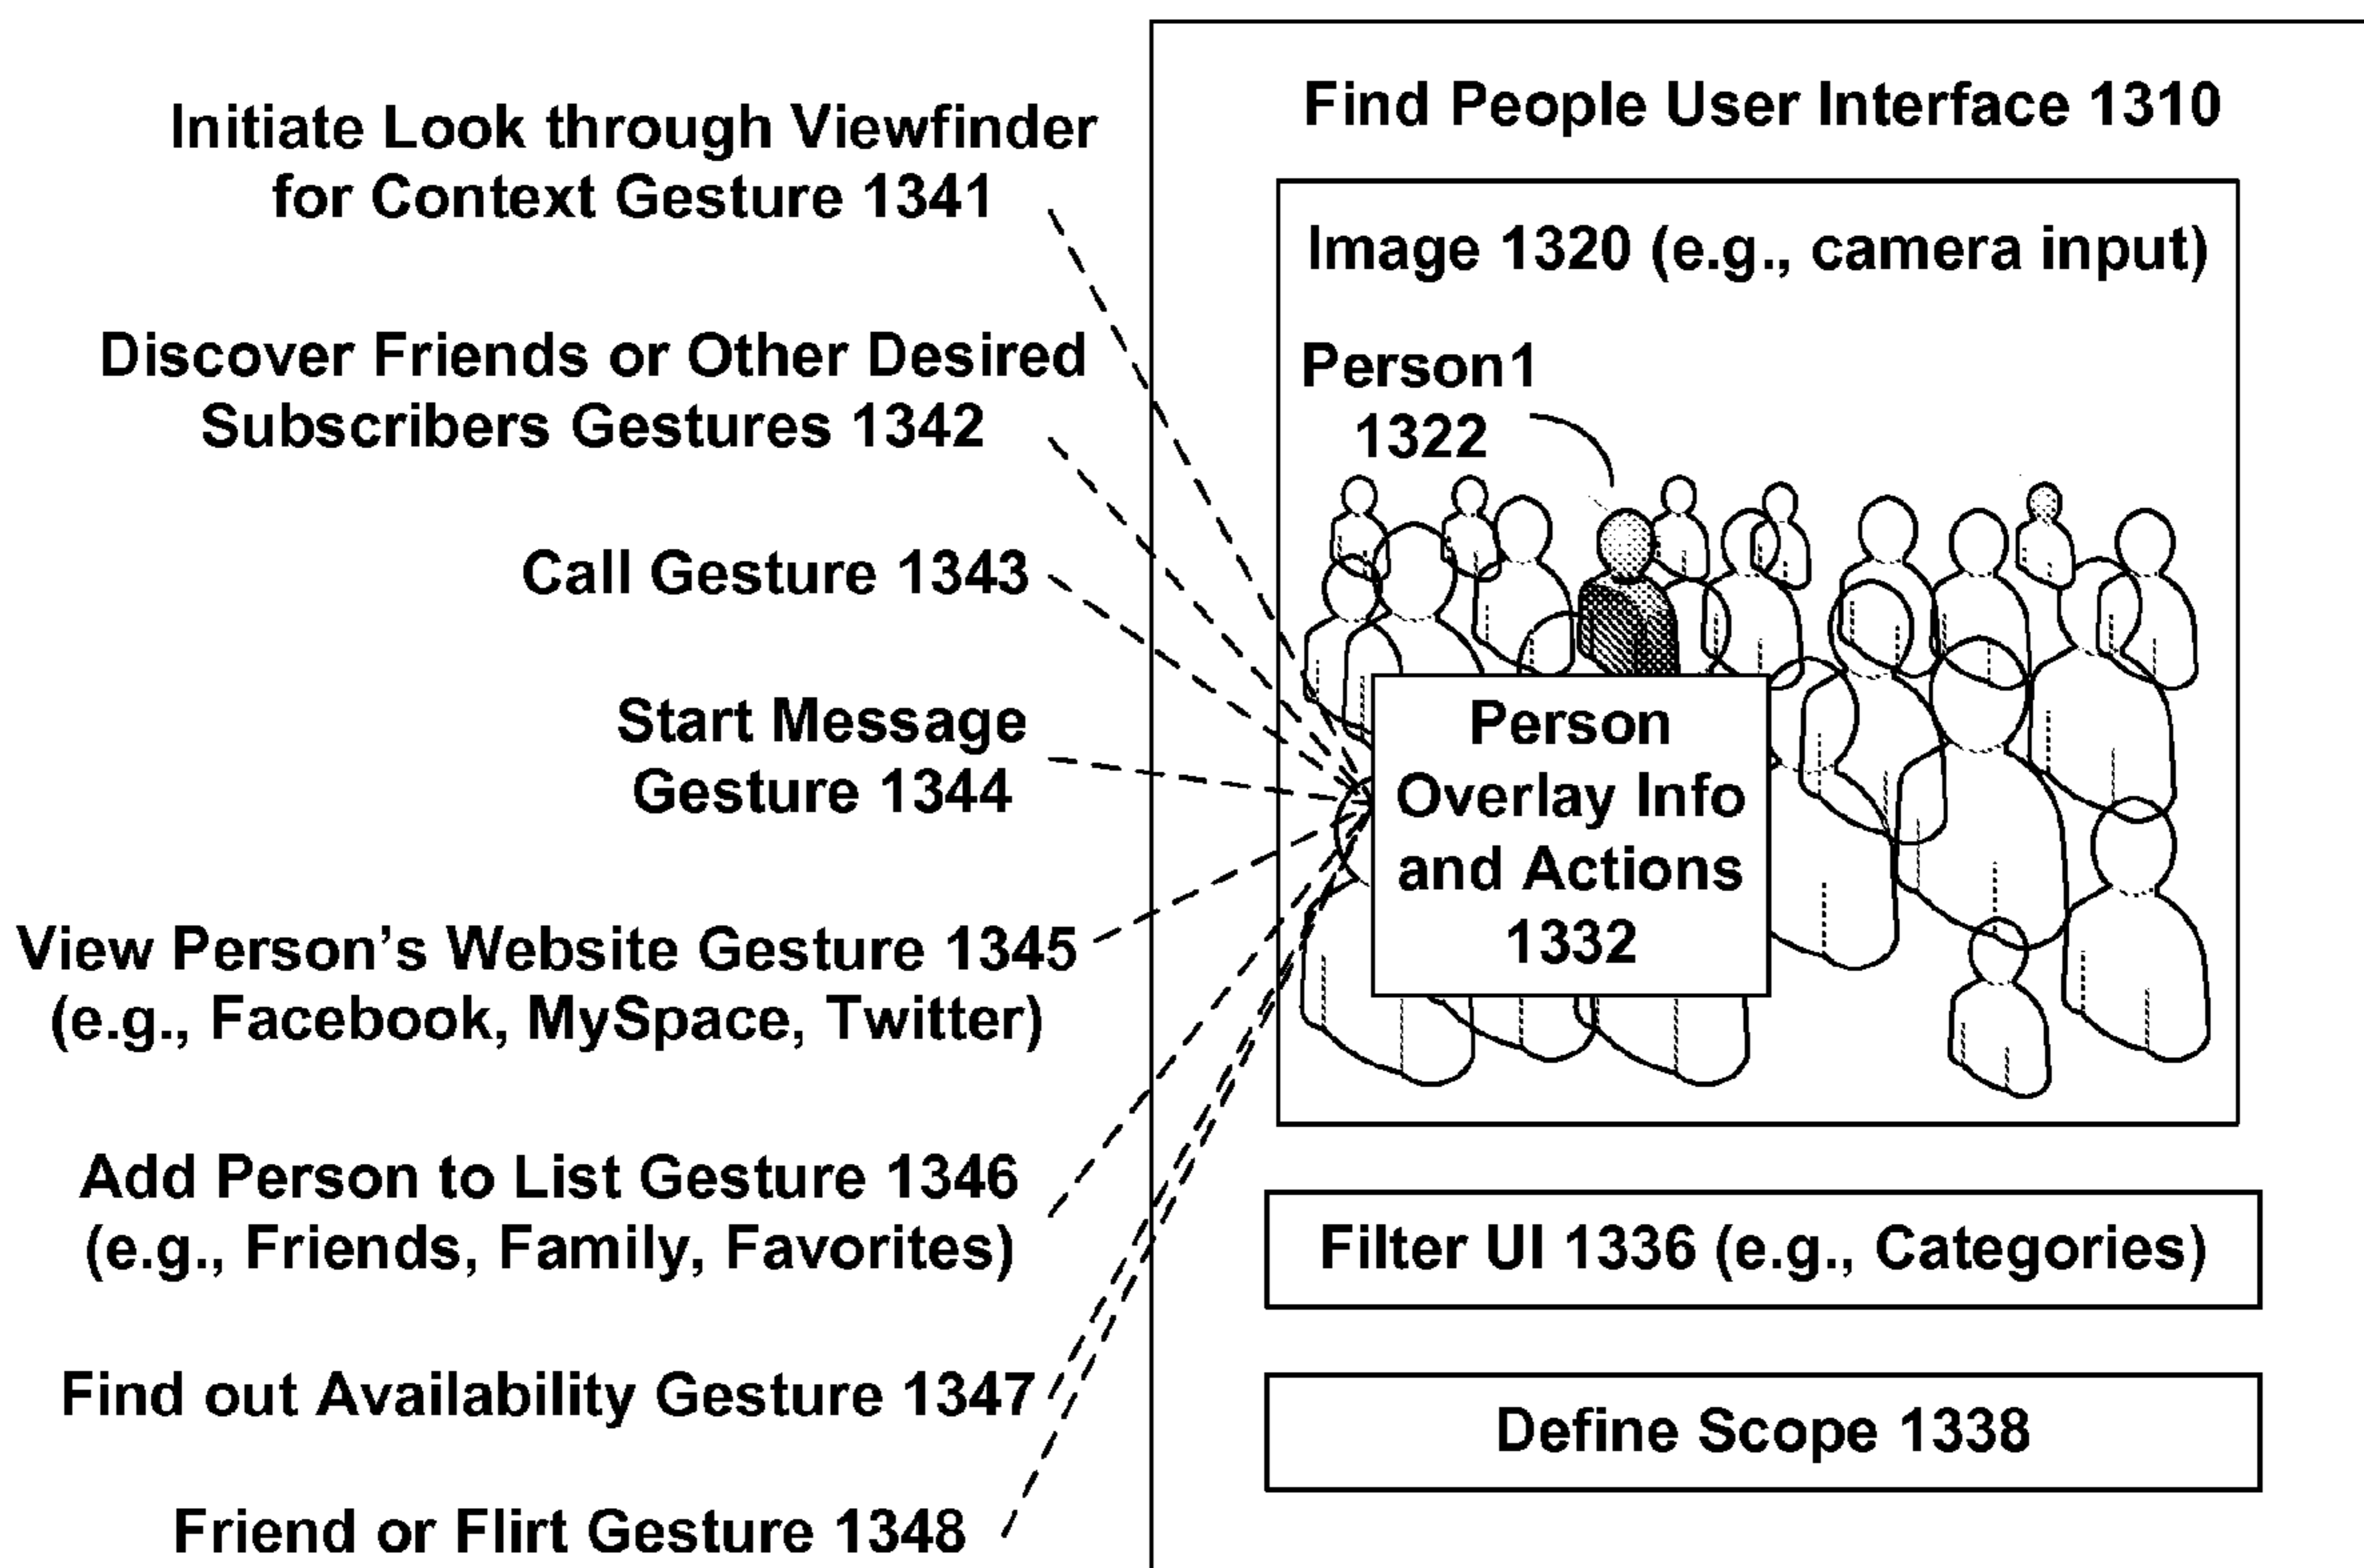 Initiate Look through Viewfinder
for Context Gesture 1341
Discover Friends or Other Desired
Subscribers Gestures 1342
Call Gesture 1343
Start Message
Gesture 1344
View Person’s Website Gesture 1345
(e.g., Facebook, MySpace, Twitter)
Add Person to List Gesture 1346
(e.g., Friends, Family, Favorites)
Find out Availability Gesture 1347
Friend or Flirt Gesture 1348
Find People User Interface 1310
Image 1320 (e.g., camera input)
Person1
1322
Person
Overlay Info
and Actions
1332
Filter UI 1336 (e.g., Categories)
Define Scope 1338